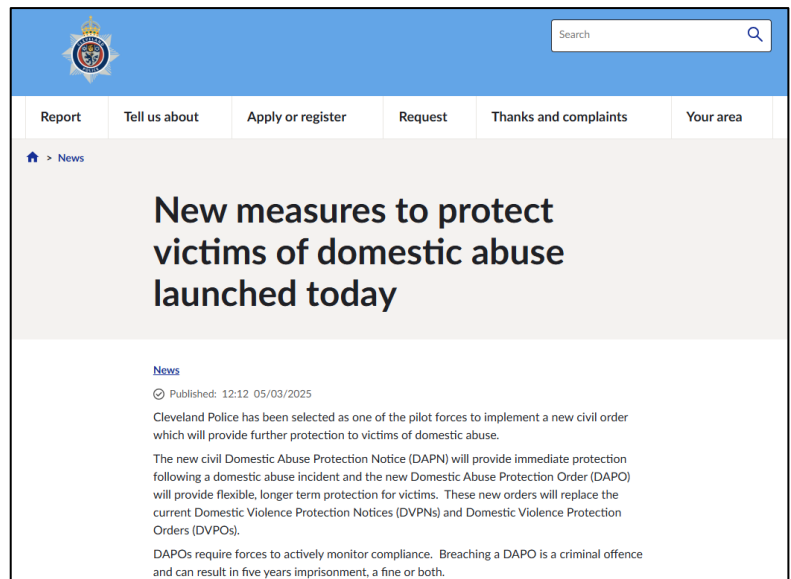 Search
Report
Tell us about
Apply or register
Request
Thanks and complaints
Your area
> News
New measures to protect
victims of domestic abuse
launched today
News
Published: 12:12 05/03/2025
Cleveland Police has been selected as one of the pilot forces to implement a new civil order
which will provide further protection to victims of domestic abuse.
The new civil Domestic Abuse Protection Notice (DAPN) will provide immediate protection
following a domestic abuse incident and the new Domestic Abuse Protection Order (DAPO)
will provide flexible, longer term protection for victims. These new orders will replace the
current Domestic Violence Protection Notices (DVPNs) and Domestic Violence Protection
Orders (DVPOs).
DAPOs require forces to actively monitor compliance. Breaching a DAPO is a criminal offence
and can result in five years imprisonment, a fine or both.